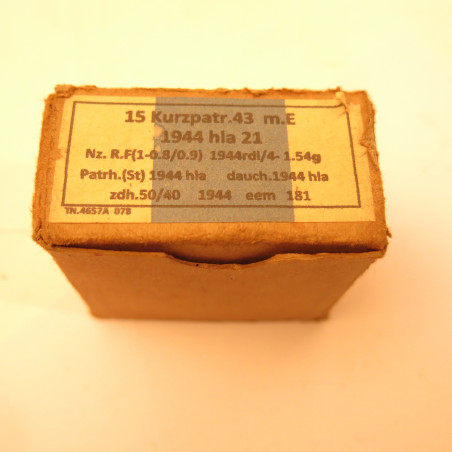 15 Kurzpatr.43 m.E
1944 hla 21
Nz. R.F(1-0.8/0.9) 1944rdi/4- 1.54g
Patrh.(St) 1944 hla dauch.1944 hla
zdh.50/40 1944 eem 181
TN.4657A 07B